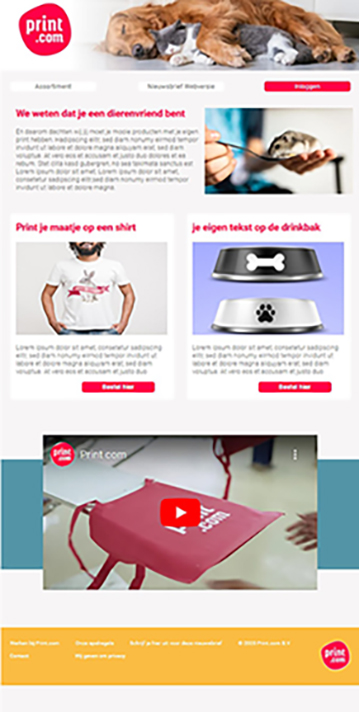 print
.com
Assortiment
Nieuwsbrief Webversie
Inloggen
We weten dat je een dierenvriend bent
En daarom dachten wij, jij moet je mooie producten met je eigen
print hebben. sadipscing elitr, sed diam nonumy eirmod tempor
invidunt ut labore et dolore magna aliquyam erat, sed diam
voluptua. At vero eos et accusam et justo duo dolores et ea
rebum. Stet clita kasd gubergren, no sea takimata sanctus est
Lorem ipsum dolor sit amet. Lorem ipsum dolor sit amet,
consetetur sadipscing elitr, sed diam nonumy eirmod tempor
invidunt ut labore et dolore magna.
Print je maatje op een shirt
Lorem ipsum dolor sit amet, consetetur sadipscing
elitr, sed diam nonumy eirmod tempor invidunt ut
labore et dolore magna aliquyam erat, sed diam
voluptua. At vero eos et accusam et justo duo
Bestel hier
je eigen tekst op de drinkbak
Lorem ipsum dolor sit amet, consetetur sadipscing
elitr, sed diam nonumy eirmod tempor invidunt ut
labore et dolore magna aliquyam erat, sed diam
voluptua. At vero eos et accusam et justo duo
Bestel hier
print
.com
Print.com
.com
Werken bij Print.com
Onze spelregels
Schrijf je hier uit voor deze nieuwsbrief
© 2023 Print.com B.V
Contact
Wij geven om privacy
print
.com